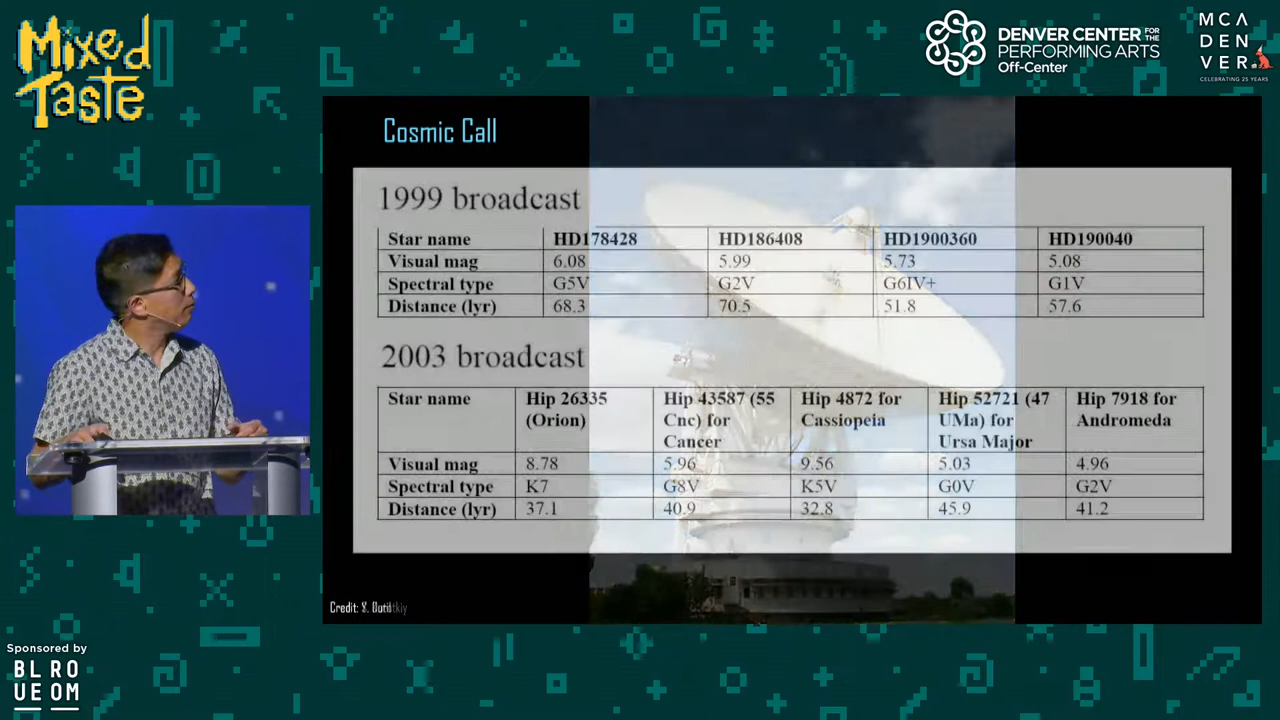 Mixed
Taste
DENVER CENTER FOR THE
PERFORMING ARTS
Off-Center
MCA
DEN
VER
CELEBRATING 25 YEARS
Cosmic Call
1999 broadcast
Star name HD178428 HD186408 HD1900360 HD190040
Visual mag 6.08 5.99 5.73 5.08
Spectral type G5V G2V G6IV+ G1V
Distance (lyr) 68.3 70.5 51.8 57.6
2003 broadcast
Star name Hip 26335 (Orion) Hip 43587 (55 Cnc) for Cancer Hip 4872 for Cassiopeia Hip 52721 (47 UMa) for Ursa Major Hip 7918 for Andromeda
Visual mag 8.78 5.96 9.56 5.03 4.96
Spectral type K7 G8V K5V G0V G2V
Distance (lyr) 37.1 40.9 32.8 45.9 41.2
Credit:
Sponsored by
BL RO
UE OM